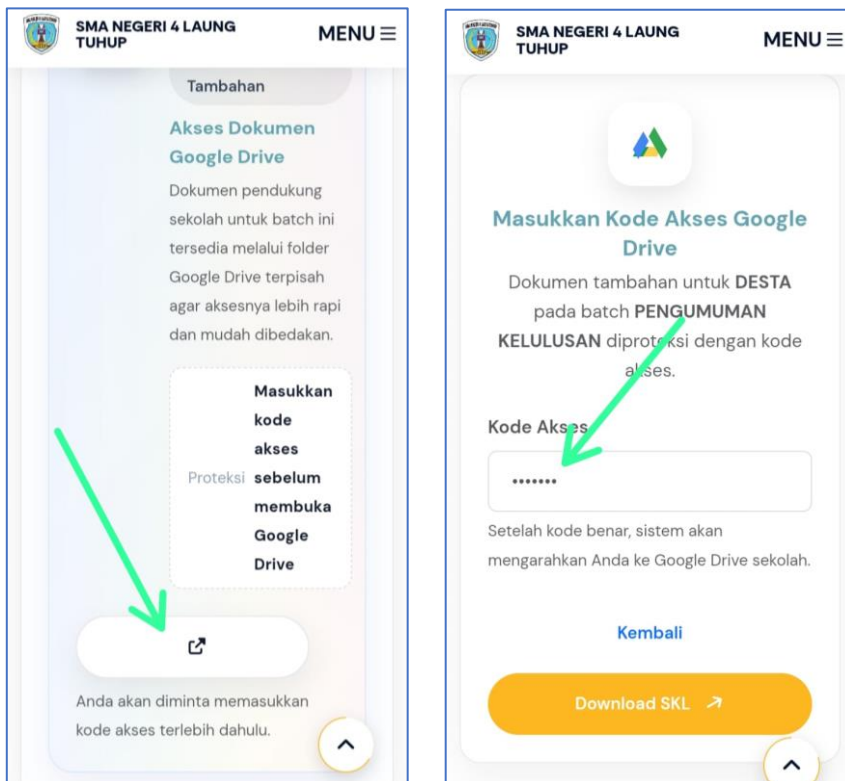 SMA NEGERI 4 LAUNG
TUHUP
MENU
Tambahan
Akses Dokumen
Google Drive
Dokumen pendukung
sekolah untuk batch ini
tersedia melalui folder
Google Drive terpisah
agar aksesnya lebih rapi
dan mudah dibedakan.
Proteksi
Masukkan
kode
akses
sebelum
membuka
Google
Drive
Anda akan diminta memasukkan
kode akses terlebih dahulu.
SMA NEGERI 4 LAUNG
TUHUP
MENU
Masukkan Kode Akses Google
Drive
Dokumen tambahan untuk DESTA
pada batch PENGUMUMAN
KELULUSAN diproteksi dengan kode
akses.
Kode Akses
•••••••
Setelah kode benar, sistem akan
mengarahkan Anda ke Google Drive sekolah.
Kembali
Download SKL